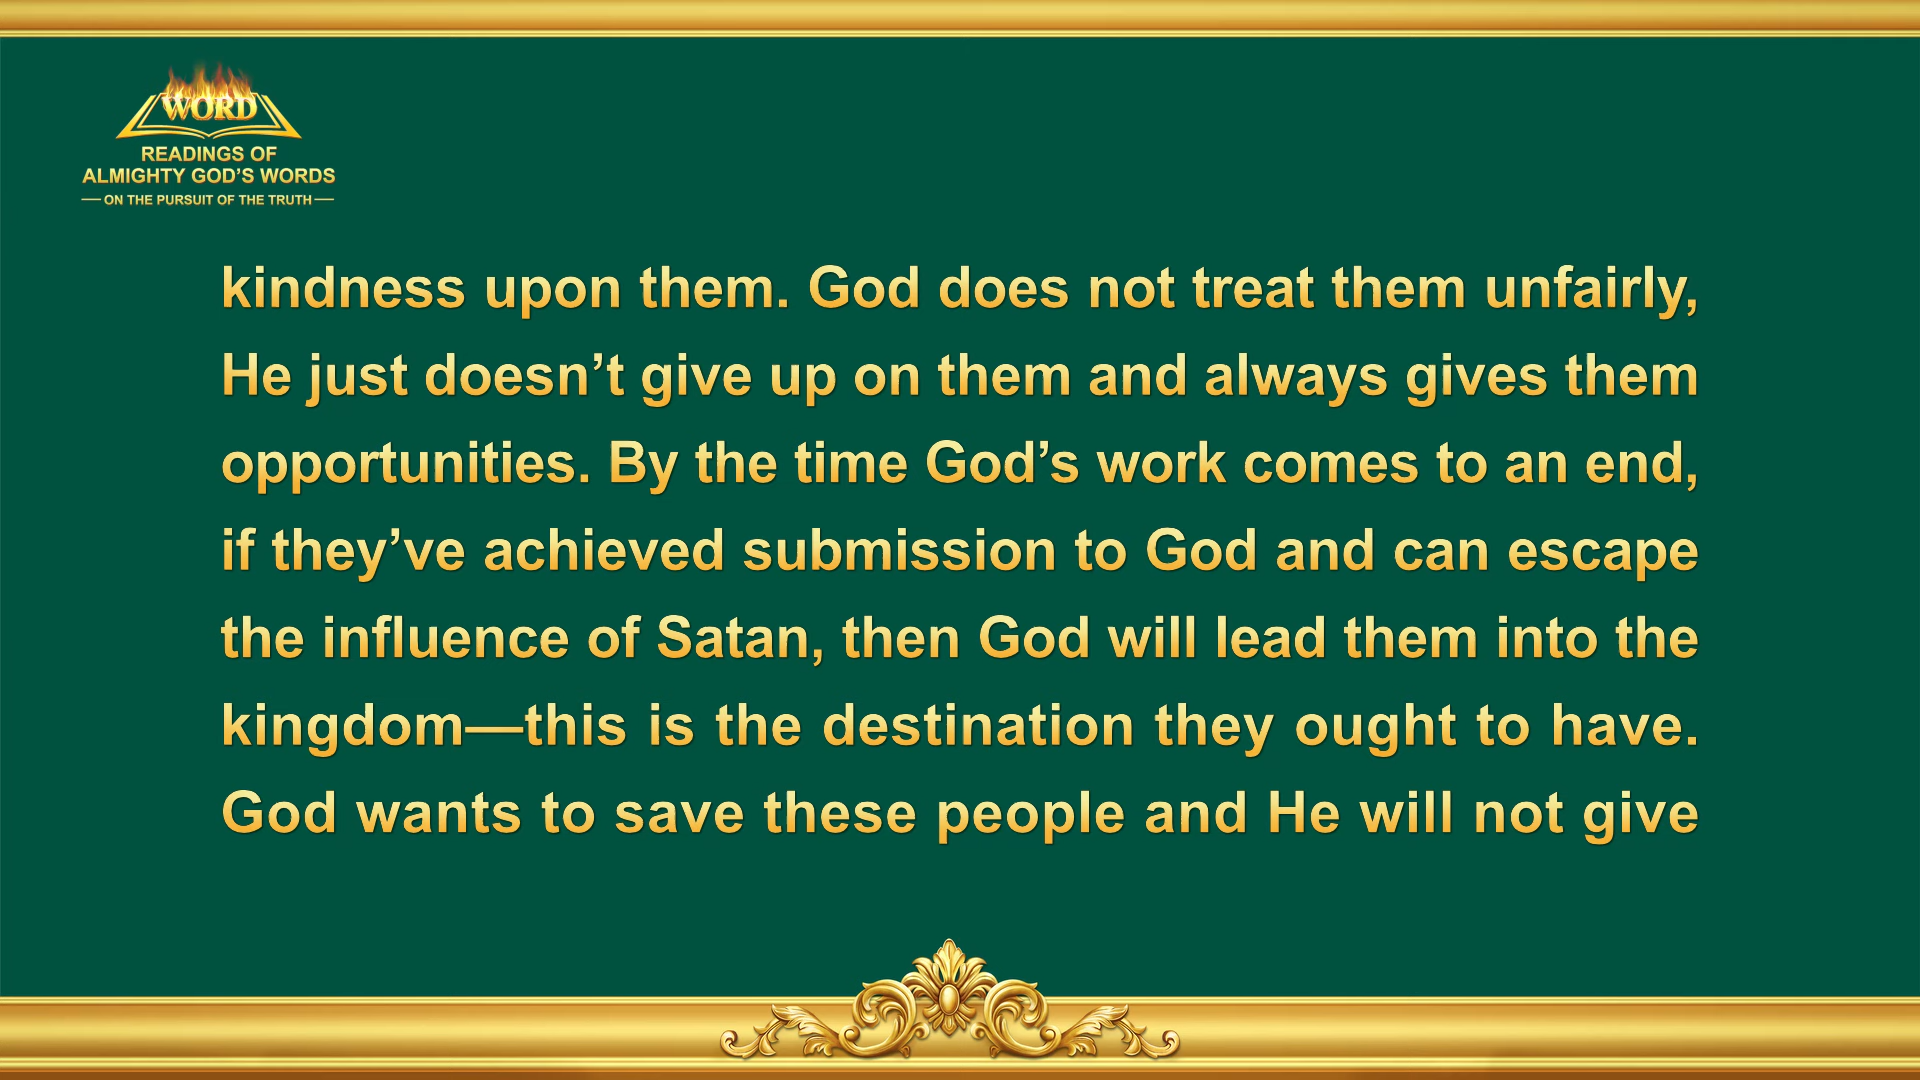 WORD
READINGS OF
ALMIGHTY GOD’S WORDS
ON THE PURSUIT OF THE TRUTH
kindness upon them. God does not treat them unfairly,
He just doesn’t give up on them and always gives them
opportunities. By the time God’s work comes to an end,
if they’ve achieved submission to God and can escape
the influence of Satan, then God will lead them into the
kingdom—this is the destination they ought to have.
God wants to save these people and He will not give